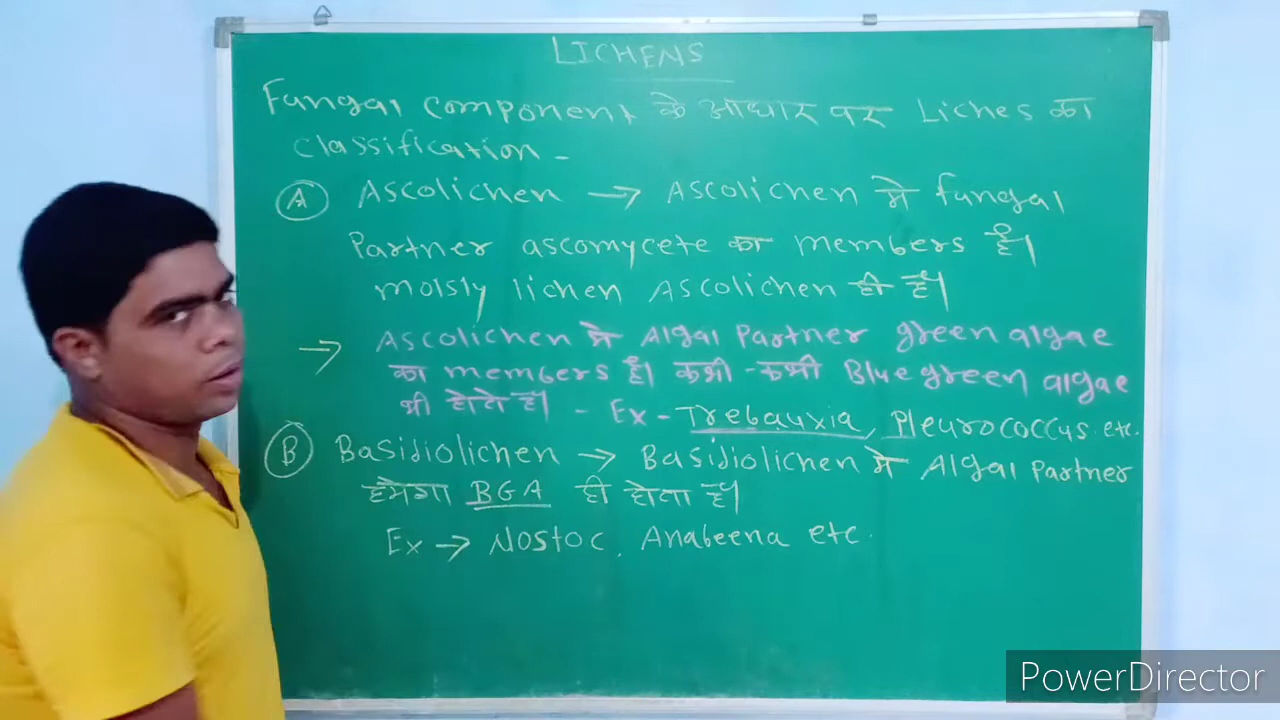 LICHENS
Fungal component के आधार पर Liches का
classification -
A Ascolichen → Ascolichen मे fungal
Partner ascomycete का members हैं।
moisly lichen Ascolichen ही हैं।
→ Ascolichen मे Algal Partner green algae
का members हैं। कभी-कभी Blue green algae
भी होते हैं। - Ex - Trebauxia, Pleurococcus etc.
B Basidiolichen → Basidiolichen मे Algal Partner
हमेशा BGA ही होता हैं।
Ex → Nostoc, Anabeena etc.
PowerDirector